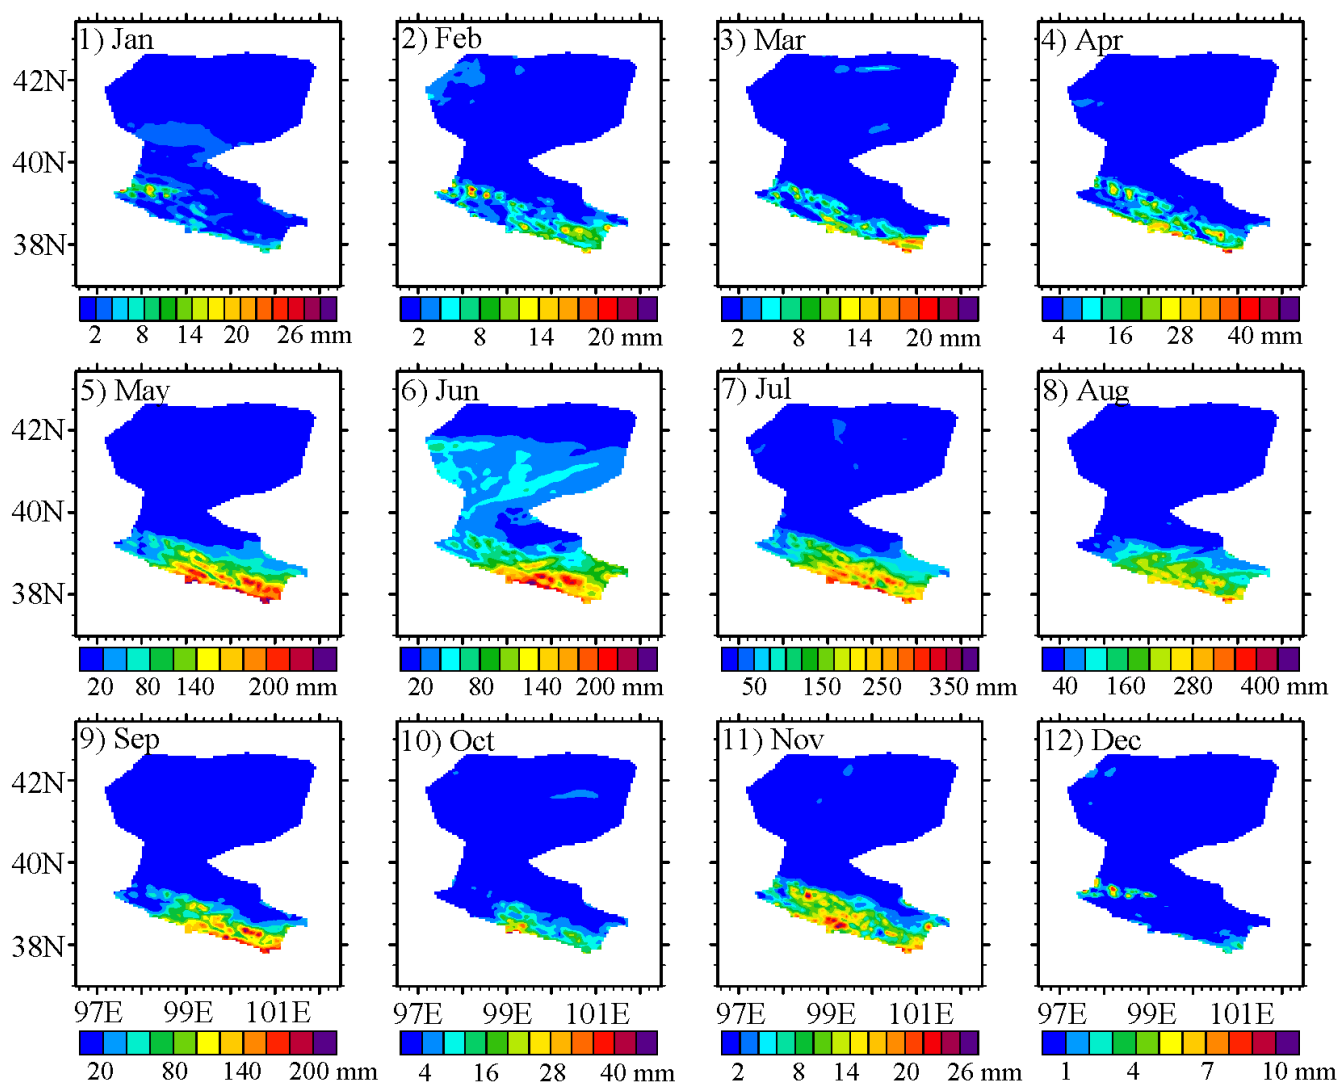 1) Jan
2) Feb
3) Mar
4) Apr
42N
40N
38N
2 8 14 20 26 mm
2 8 14 20 mm
2 8 14 20 mm
4 16 28 40 mm
5) May
6) Jun
7) Jul
8) Aug
42N
40N
38N
20 80 140 200 mm
20 80 140 200 mm
50 150 250 350 mm
40 160 280 400 mm
9) Sep
10) Oct
11) Nov
12) Dec
42N
40N
38N
97E 99E 101E
97E 99E 101E
97E 99E 101E
97E 99E 101E
20 80 140 200 mm
4 16 28 40 mm
2 8 14 20 26 mm
1 4 7 10 mm